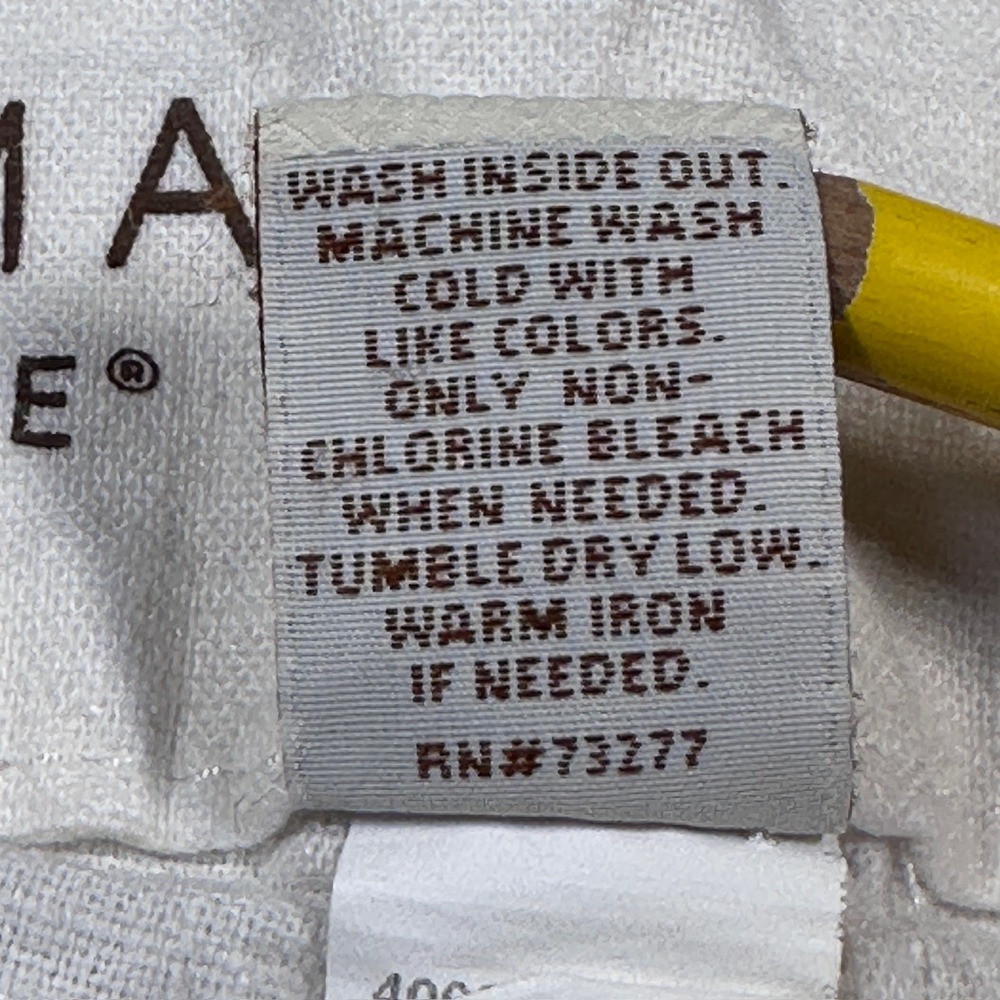 MA
E®
WASH INSIDE OUT.
MACHINE WASH
COLD WITH
LIKE COLORS.
ONLY NON-
CHLORINE BLEACH
WHEN NEEDED.
TUMBLE DRY LOW.
WARM IRON
IF NEEDED.
RN#73277